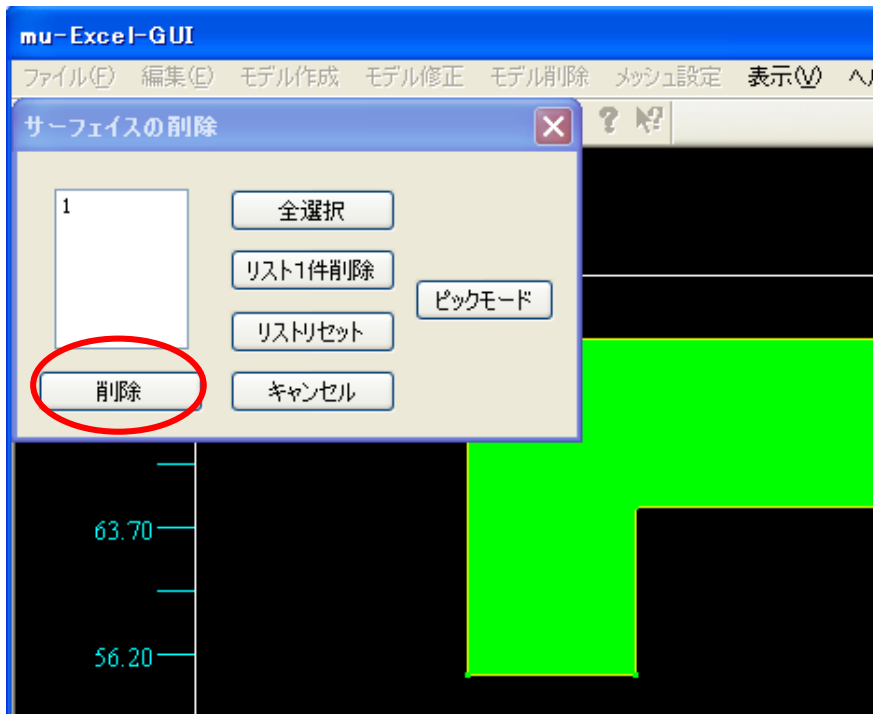 mu-Excel-GUI
ファイル(F) 編集(E) モデル作成 モデル修正 モデル削除 メッシュ設定 表示(V) ヘル
サーフェイスの削除
1
全選択
リスト1件削除
ピックモード
リストリセット
削除
キャンセル
63.70
56.20